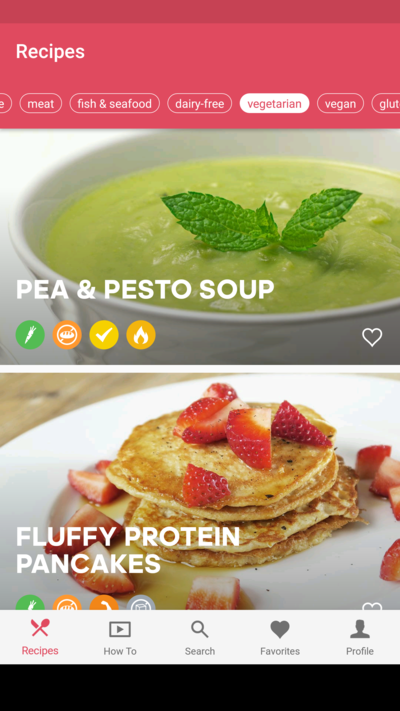 Recipes
e
meat
fish & seafood
dairy-free
vegetarian
vegan
glut
PEA & PESTO SOUP
FLUFFY PROTEIN
PANCAKES
Recipes
How To
Search
Favorites
Profile